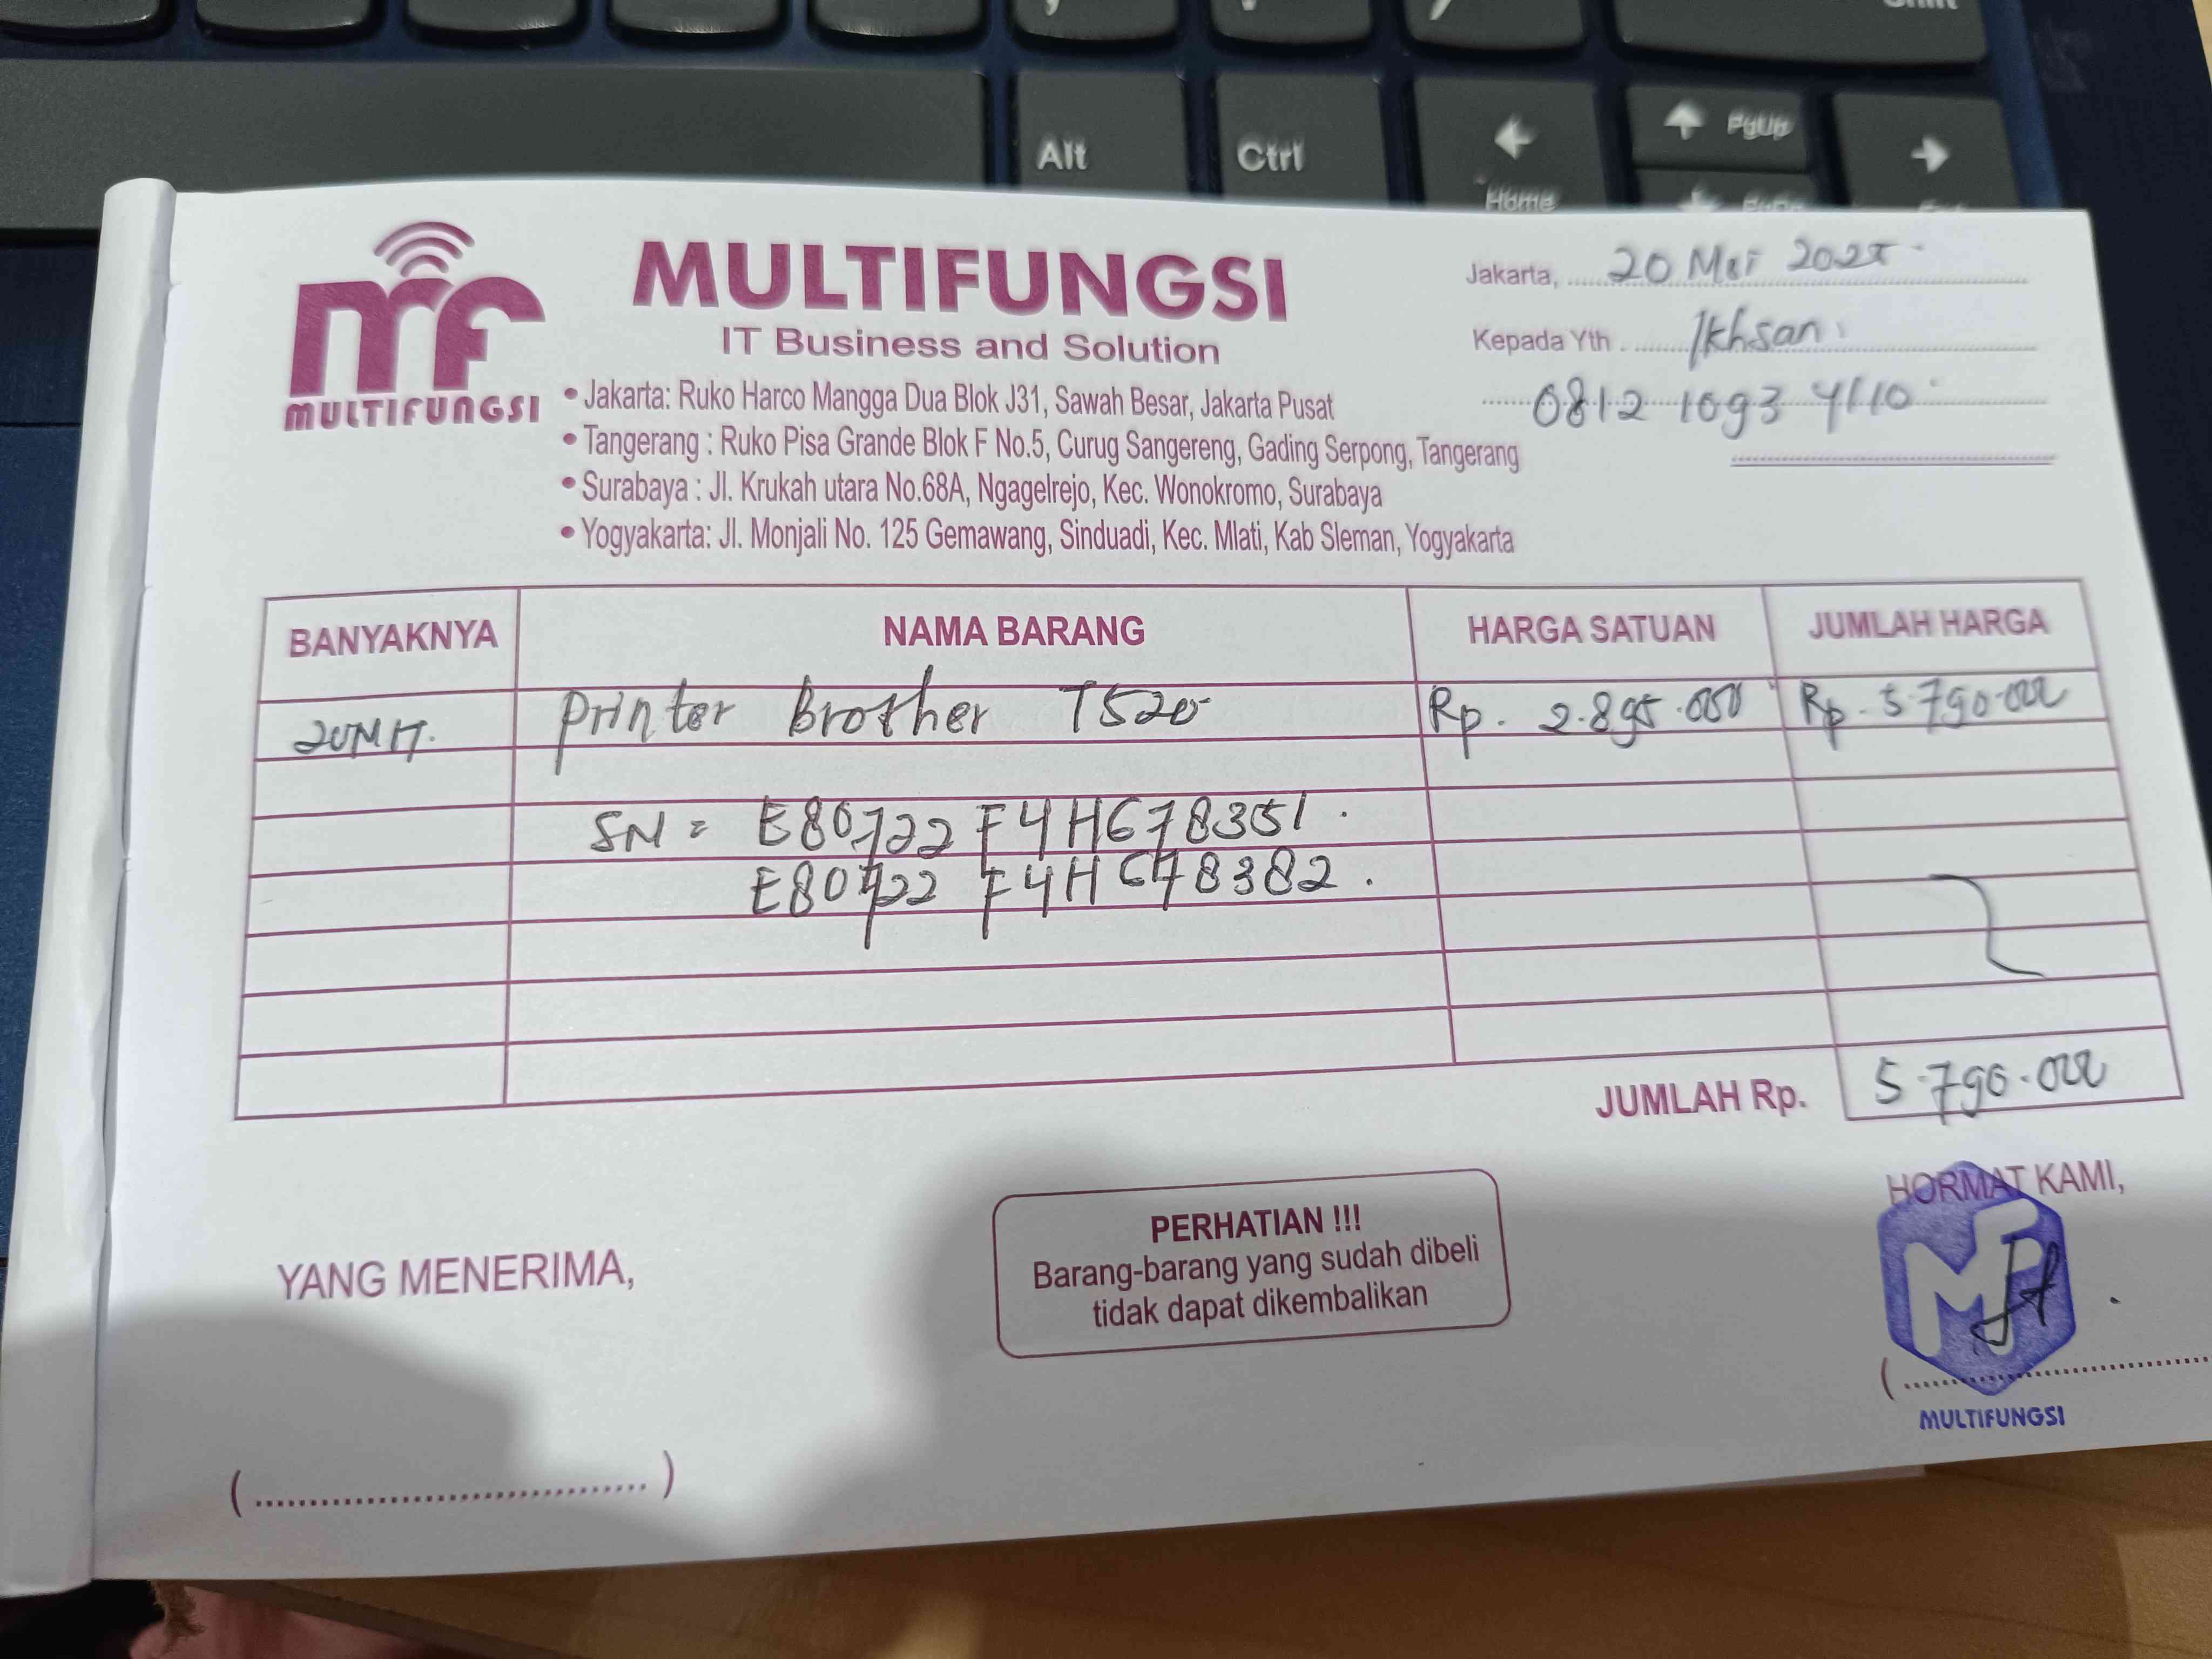 Shift
Alt
Ctrl
PgUp
Home
MULTIFUNGSI
MULTIFUNGSI
IT Business and Solution
• Jakarta: Ruko Harco Mangga Dua Blok J31, Sawah Besar, Jakarta Pusat
• Tangerang : Ruko Pisa Grande Blok F No.5, Curug Sangereng, Gading Serpong, Tangerang
• Surabaya : Jl. Krukah utara No.68A, Ngagelrejo, Kec. Wonokromo, Surabaya
• Yogyakarta: Jl. Monjali No. 125 Gemawang, Sinduadi, Kec. Mlati, Kab Sleman, Yogyakarta
Jakarta, 20 Mei 2025
Kepada Yth. Ikhsan
0812 1093 4110
BANYAKNYA NAMA BARANG HARGA SATUAN JUMLAH HARGA
2UNIT. Printer Brother T520 Rp. 2.895.000 Rp. 5.790.000
SN = E80722 F4H678351.
E80722 F4H678382.
JUMLAH Rp. 5.790.000
YANG MENERIMA,
PERHATIAN !!!
Barang-barang yang sudah dibeli
tidak dapat dikembalikan
HORMAT KAMI,
MULTIFUNGSI